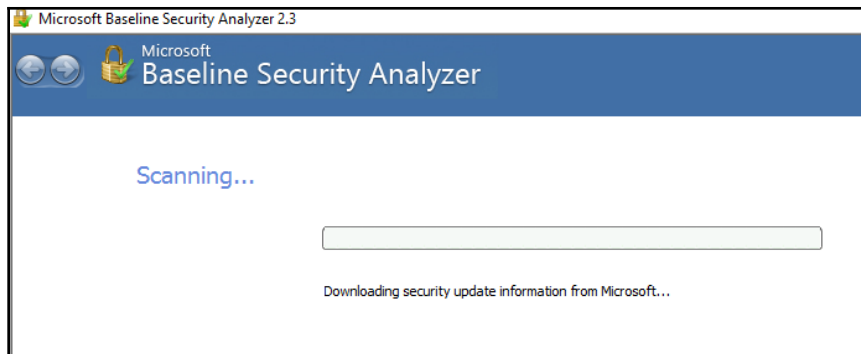 Microsoft Baseline Security Analyzer 2.3
Microsoft
Baseline Security Analyzer
Scanning...
Downloading security update information from Microsoft...